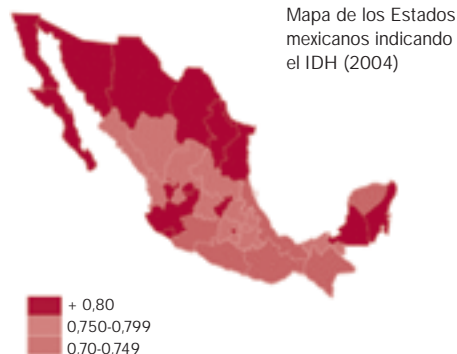 Mapa de los Estados
mexicanos indicando
el IDH (2004)
+ 0,80
0,750-0,799
0,70-0,749